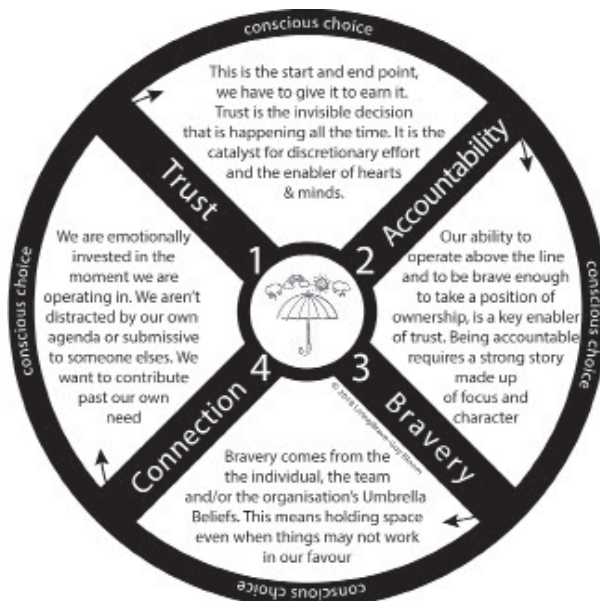 conscious choice
This is the start and end point,
we have to give it to earn it.
Trust is the invisible decision
that is happening all the time. It is the
catalyst for discretionary effort
and the enabler of hearts
& minds.
Trust
1
Accountability
2
Our ability to
operate above the line
and to be brave enough
to take a position of
ownership, is a key enabler
of trust. Being accountable
requires a strong story
made up
of focus and
character
conscious choice
3
Bravery
© 2018 LivingBrave-Guy Bloom
Bravery comes from the
the individual, the team
and/or the organisation's Umbrella
Beliefs. This means holding space
even when things may not work
in our favour
conscious choice
4
Connection
We are emotionally
invested in the
moment we are
operating in. We aren't
distracted by our own
agenda or submissive
to someone elses. We
want to contribute
past our own
need
conscious choice